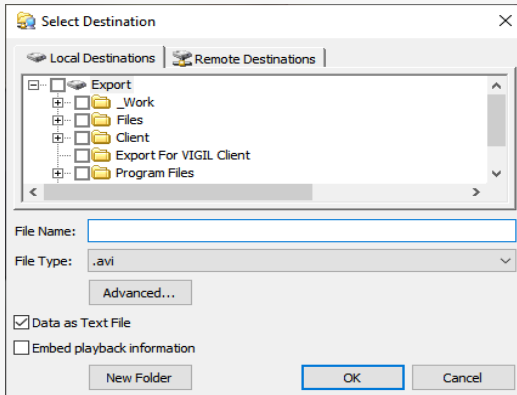 Select Destination
Local Destinations
Remote Destinations
Export
_Work
Files
Client
Export For VIGIL Client
Program Files
File Name:
File Type:
.avi
Advanced...
Data as Text File
Embed playback information
New Folder
OK
Cancel